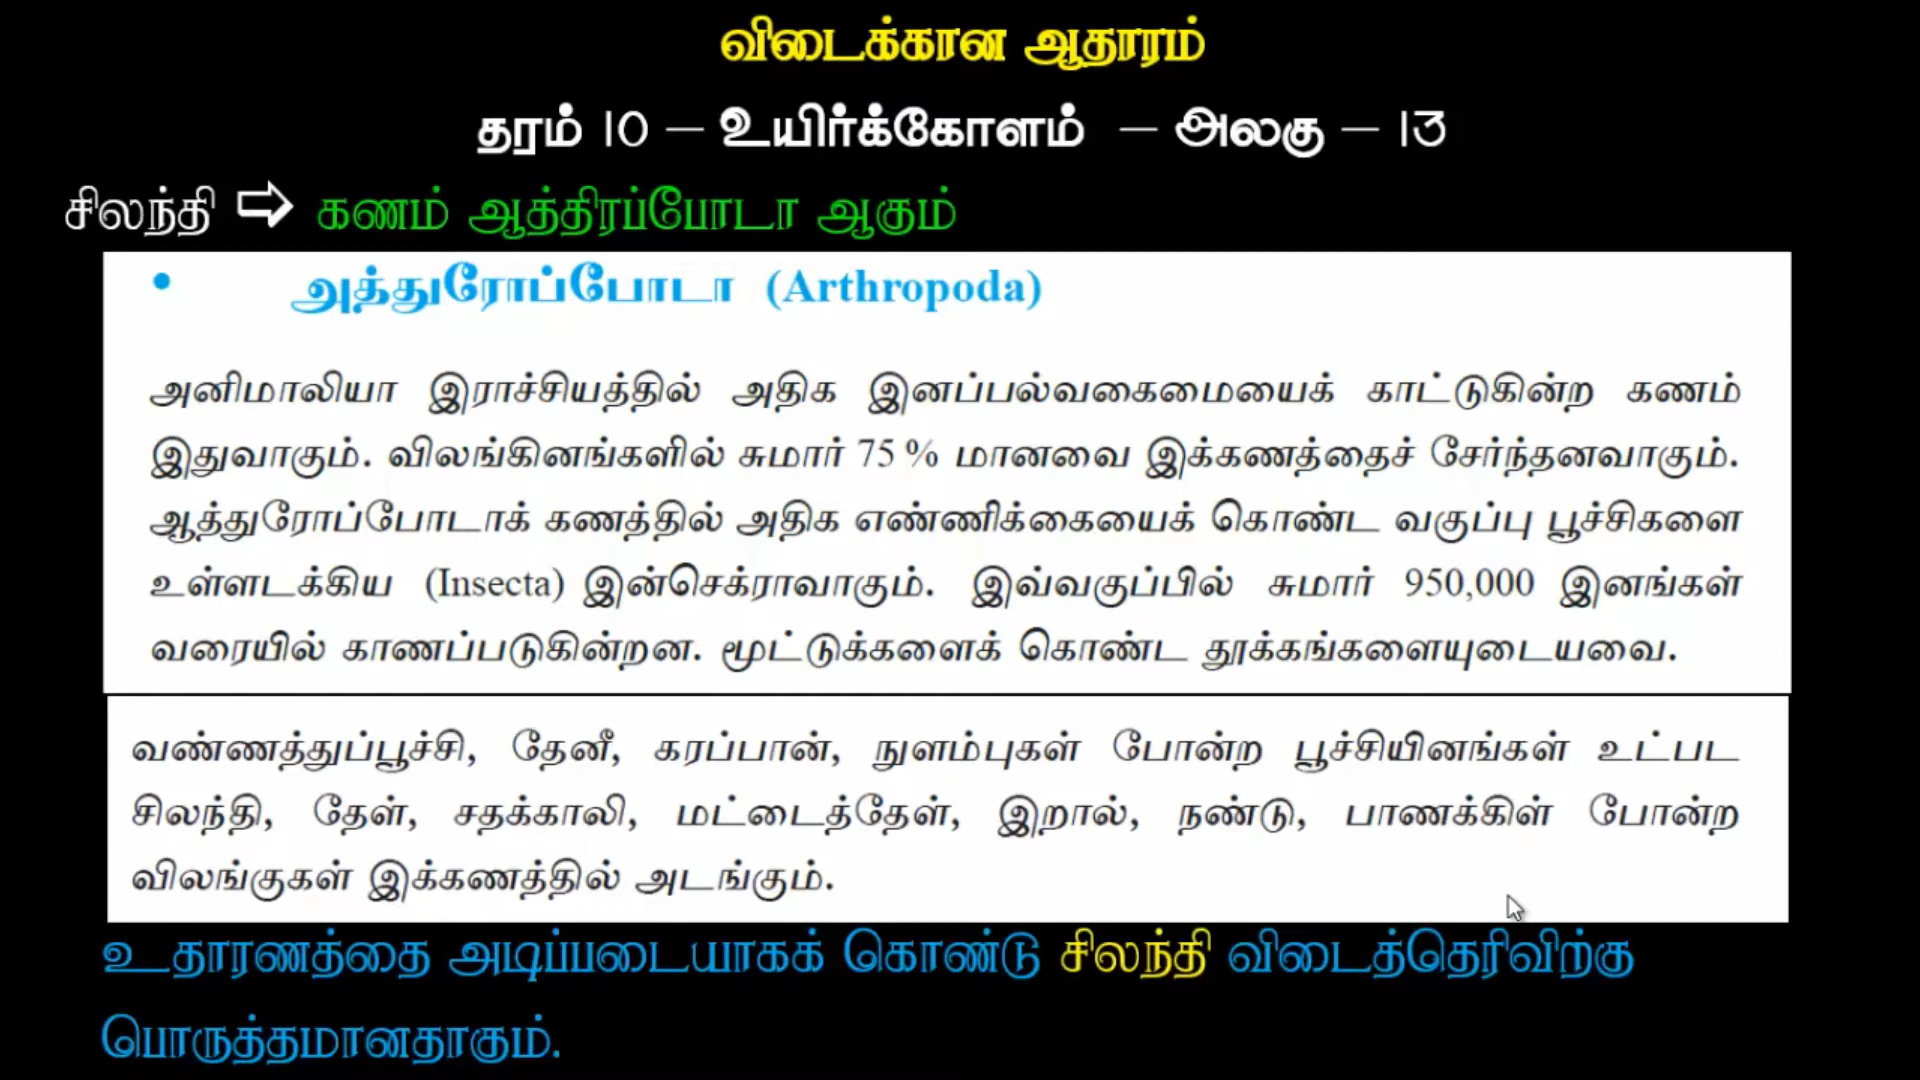 விடைக்கான ஆதாரம்
தரம் 10 – உயிர்க்கோளம் – அலகு – 13
சிலந்தி ⇨ கணம் ஆத்திரப்போடா ஆகும்
• அத்துரோப்போடா (Arthropoda)
அனிமாலியா இராச்சியத்தில் அதிக இனப்பல்வகைமையைக் காட்டுகின்ற கணம்
இதுவாகும். விலங்கினங்களில் சுமார் 75 % மானவை இக்கணத்தைச் சேர்ந்தனவாகும்.
ஆத்துரோப்போடாக் கணத்தில் அதிக எண்ணிக்கையைக் கொண்ட வகுப்பு பூச்சிகளை
உள்ளடக்கிய (Insecta) இன்செக்ராவாகும். இவ்வகுப்பில் சுமார் 950,000 இனங்கள்
வரையில் காணப்படுகின்றன. மூட்டுக்களைக் கொண்ட தூக்கங்களையுடையவை.
வண்ணத்துப்பூச்சி, தேனீ, கரப்பான், நுளம்புகள் போன்ற பூச்சியினங்கள் உட்பட
சிலந்தி, தேள், சதக்காலி, மட்டைத்தேள், இறால், நண்டு, பாணக்கிள் போன்ற
விலங்குகள் இக்கணத்தில் அடங்கும்.
உதாரணத்தை அடிப்படையாகக் கொண்டு சிலந்தி விடைத்தெரிவிற்கு
பொருத்தமானதாகும்.